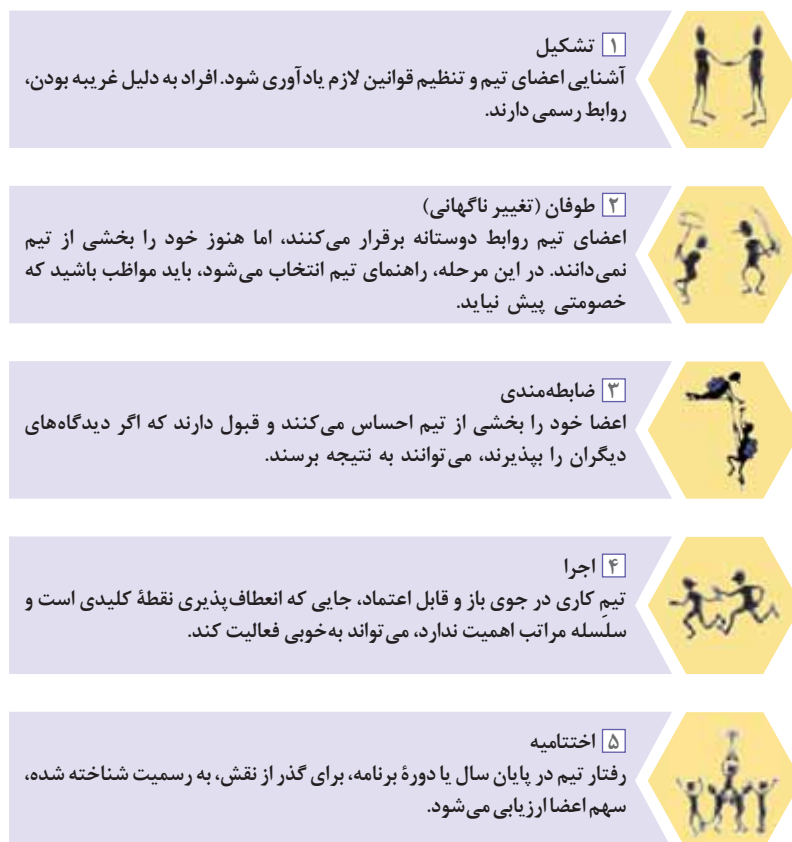 ۱ تشکیل
آشنایی اعضای تیم و تنظیم قوانین لازم یادآوری شود. افراد به دلیل غریبه بودن،
روابط رسمی دارند.
۲ طوفان (تغییر ناگهانی)
اعضای تیم روابط دوستانه برقرار می‌کنند، اما هنوز خود را بخشی از تیم
نمی‌دانند. در این مرحله، راهنمای تیم انتخاب می‌شود، باید مواظب باشید که
خصومتی پیش نیاید.
۳ ضابطه‌مندی
اعضا خود را بخشی از تیم احساس می‌کنند و قبول دارند که اگر دیدگاه‌های
دیگران را بپذیرند، می‌توانند به نتیجه برسند.
۴ اجرا
تیمِ کاری در جوی باز و قابل اعتماد، جایی که انعطاف‌پذیری نقطهٔ کلیدی است و
سلسله مراتب اهمیت ندارد، می‌تواند به‌خوبی فعالیت کند.
۵ اختتامیه
رفتار تیم در پایان سال یا دورهٔ برنامه، برای گذر از نقش، به رسمیت شناخته شده،
سهم اعضا ارزیابی می‌شود.